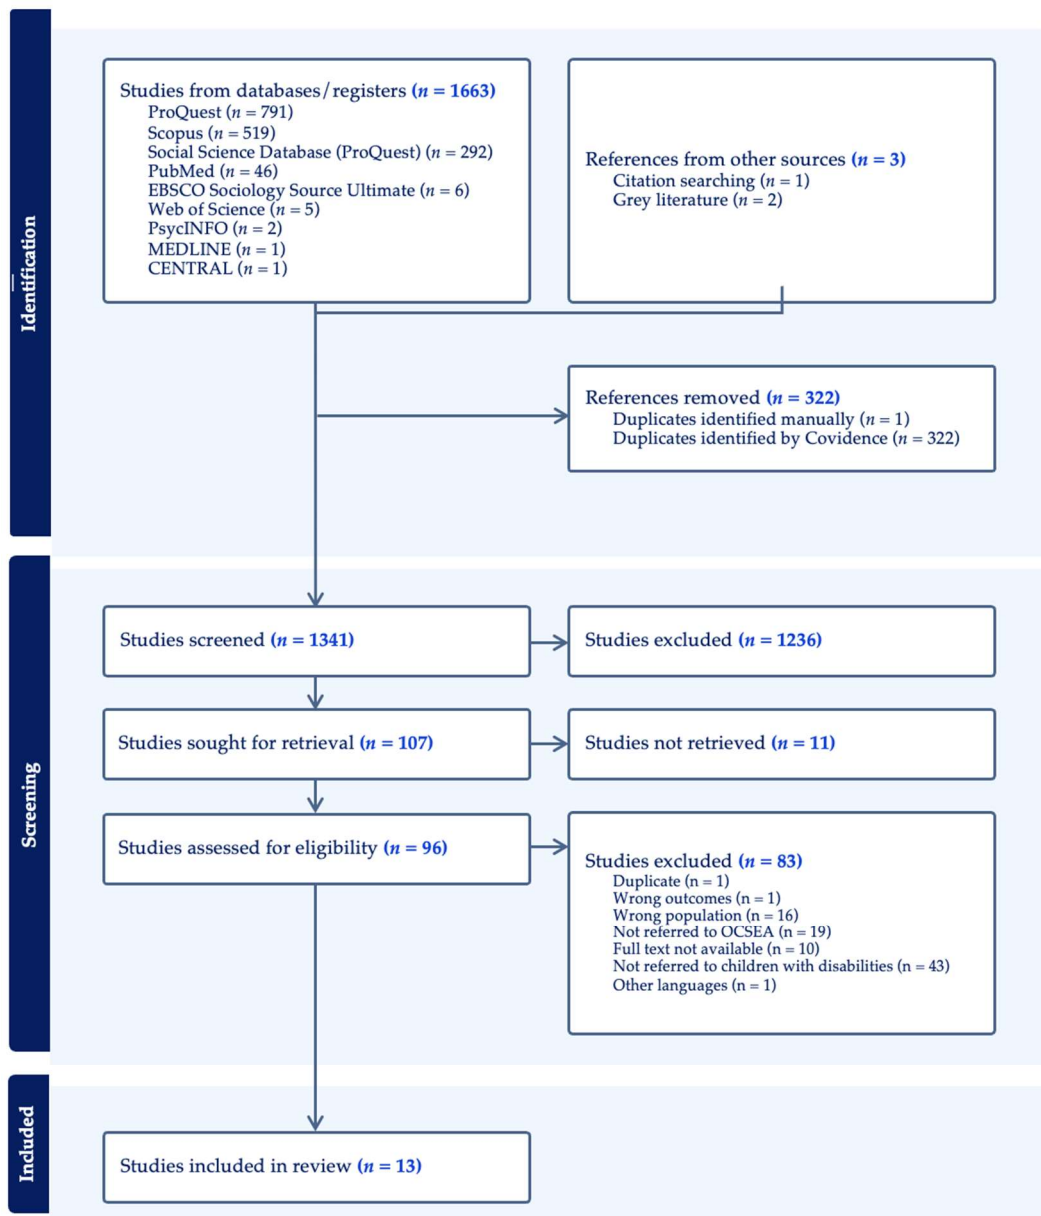 Identification
Studies from databases/registers (n = 1663)
ProQuest (n = 791)
Scopus (n = 519)
Social Science Database (ProQuest) (n = 292)
PubMed (n = 46)
EBSCO Sociology Source Ultimate (n = 6)
Web of Science (n = 5)
PsycINFO (n = 2)
MEDLINE (n = 1)
CENTRAL (n = 1)
References from other sources (n = 3)
Citation searching (n = 1)
Grey literature (n = 2)
References removed (n = 322)
Duplicates identified manually (n = 1)
Duplicates identified by Covidence (n = 322)
Screening
Studies screened (n = 1341)
Studies excluded (n = 1236)
Studies sought for retrieval (n = 107)
Studies not retrieved (n = 11)
Studies assessed for eligibility (n = 96)
Studies excluded (n = 83)
Duplicate (n = 1)
Wrong outcomes (n = 1)
Wrong population (n = 16)
Not referred to OCSEA (n = 19)
Full text not available (n = 10)
Not referred to children with disabilities (n = 43)
Other languages (n = 1)
Included
Studies included in review (n = 13)